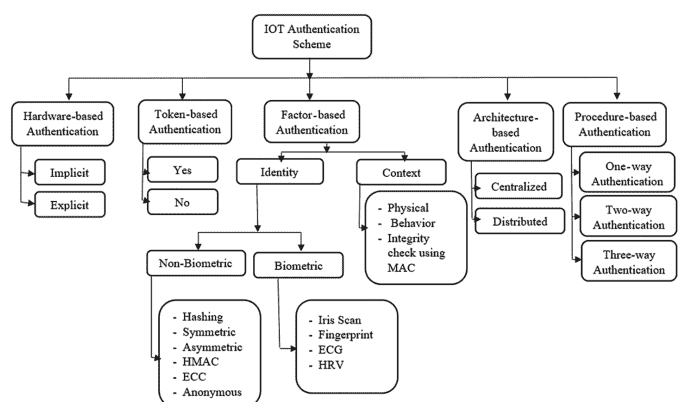 IOT Authentication
Scheme
Hardware-based
Authentication
Token-based
Authentication
Factor-based
Authentication
Architecture-
based
Authentication
Procedure-based
Authentication
Implicit
Explicit
Yes
No
Identity
Context
Centralized
Distributed
One-way
Authentication
Two-way
Authentication
Three-way
Authentication
- Physical
- Behavior
- Integrity
check using
MAC
Non-Biometric
Biometric
- Hashing
- Symmetric
- Asymmetric
- HMAC
- ECC
- Anonymous
- Iris Scan
- Fingerprint
- ECG
- HRV